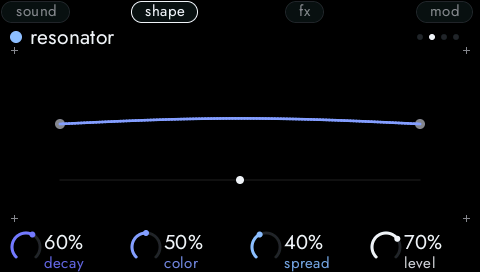 sound shape fx mod
resonator
60% 50% 40% 70%
decay color spread level